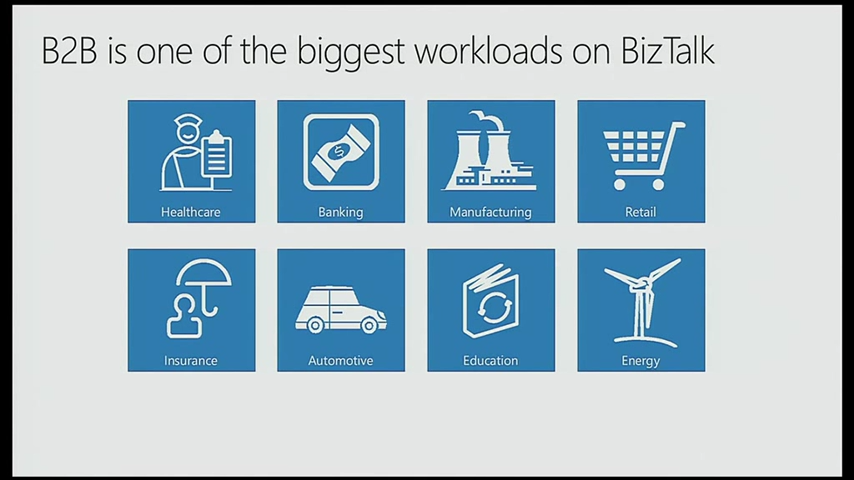 B2B is one of the biggest workloads on BizTalk
Healthcare
Banking
Manufacturing
Retail
$
Insurance
Automotive
Education
Energy